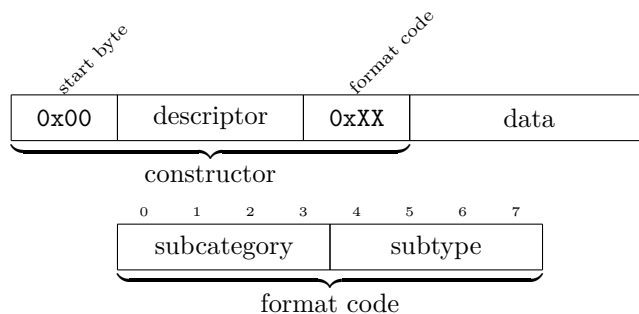 start byte format code
0x00 descriptor 0xXX data
constructor
0 1 2 3 4 5 6 7
subcategory subtype
format code